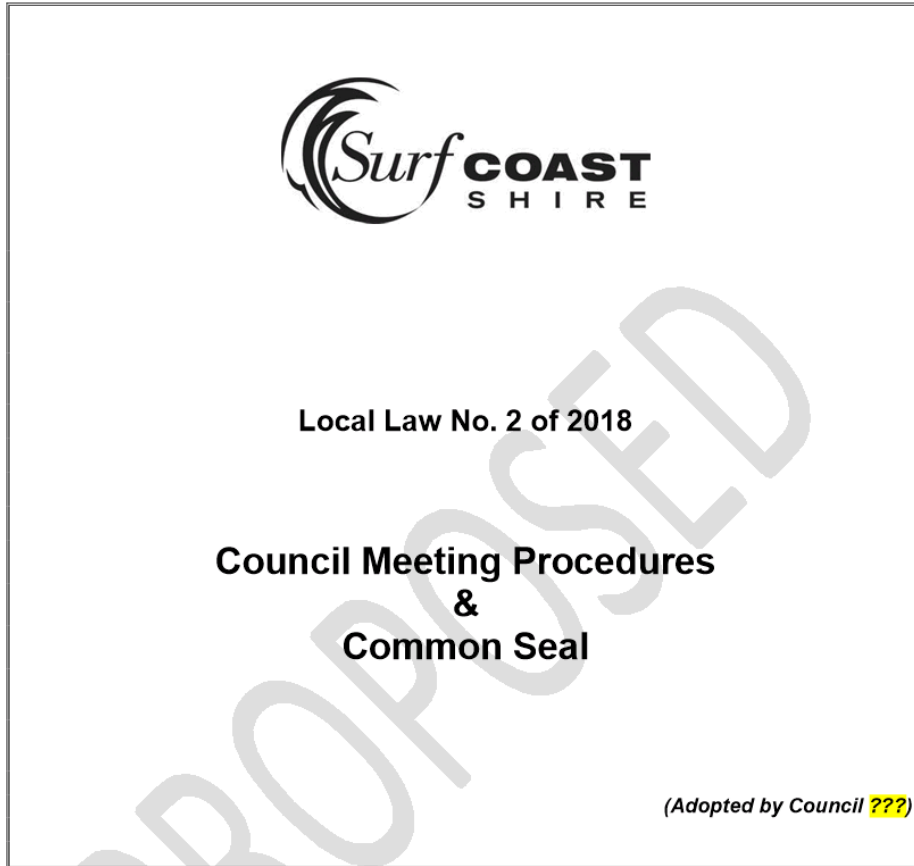 Surf COAST
SHIRE
Local Law No. 2 of 2018
Council Meeting Procedures
&
Common Seal
PROPOSED
(Adopted by Council ???)